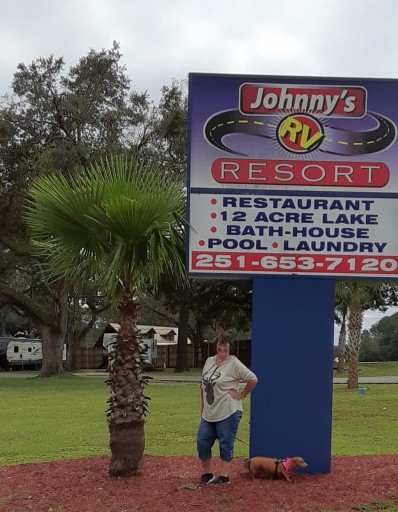 Johnny's
RV
RESORT
• RESTAURANT
• 12 ACRE LAKE
• BATH-HOUSE
• POOL • LAUNDRY
251-653-7120